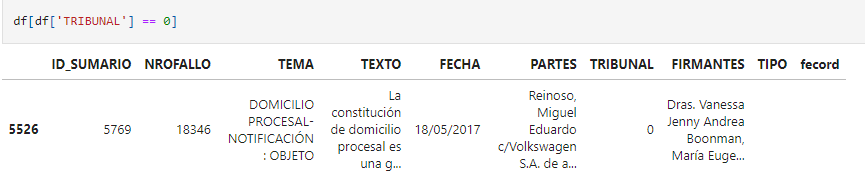 df[df['TRIBUNAL'] == 0]
ID_SUMARIO NROFALLO TEMA TEXTO FECHA PARTES TRIBUNAL FIRMANTES TIPO fecord
5526 5769 18346 DOMICILIO PROCESAL- NOTIFICACIÓN : OBJETO La constitución de domicilio procesal es una g... 18/05/2017 Reinoso, Miguel Eduardo c/Volkswagen S.A. de a... 0 Dras. Vanessa Jenny Andrea Boonman, María Euge...